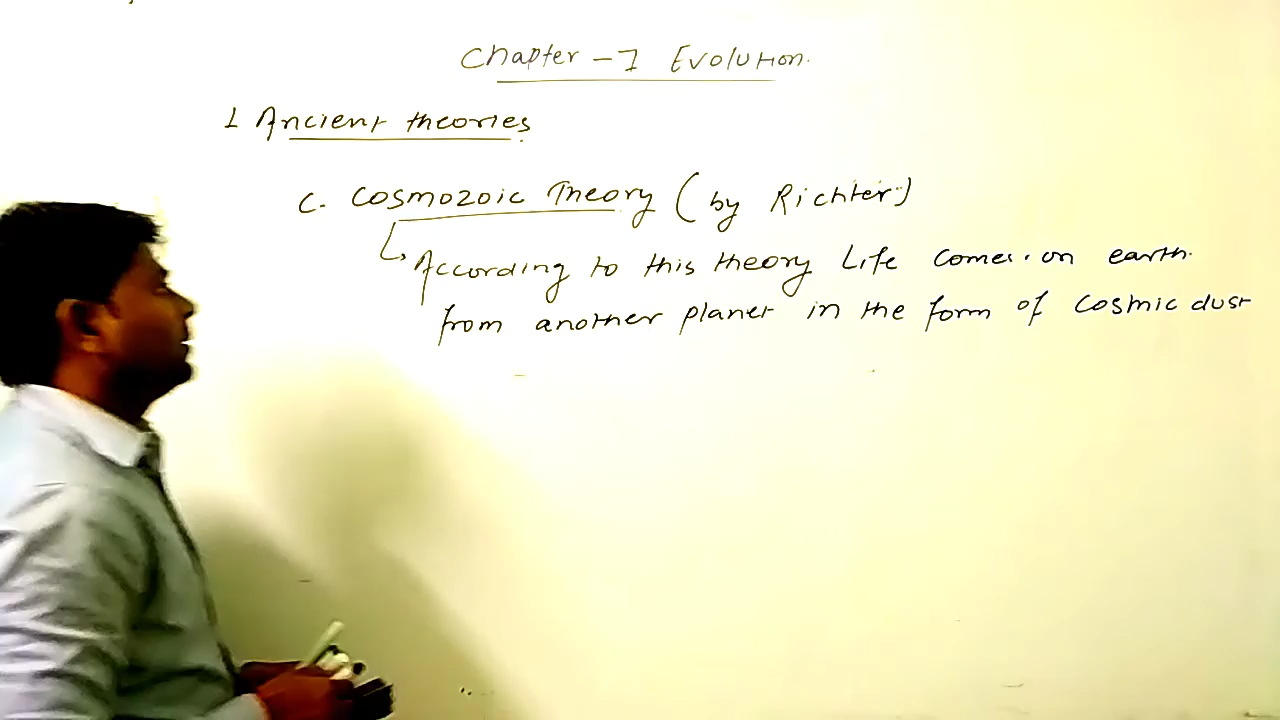 Chapter - 7 Evolution.
1 Ancient theories
C. Cosmozoic Theory (by Richter)
According to this theory Life comes on earth.
from another planet in the form of cosmic dust